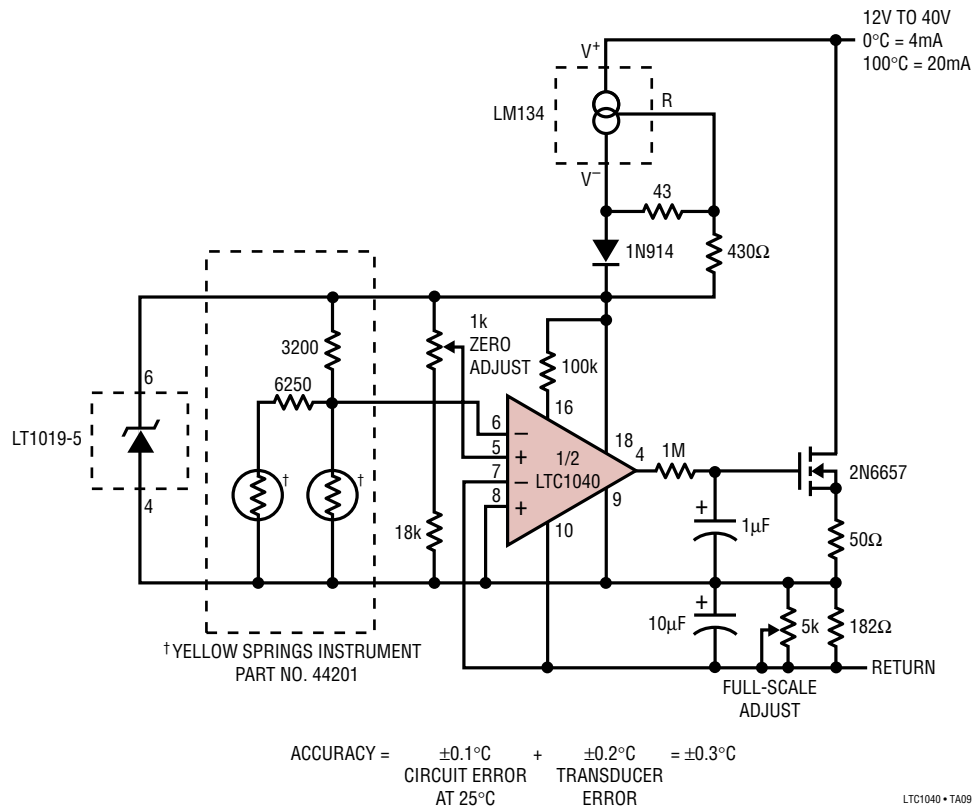 12V TO 40V
0°C = 4mA
100°C = 20mA
V+
LM134
R
V–
43
1N914
430Ω
1k
ZERO
ADJUST
3200
6250
100k
6
LT1019-5
4
†
†
16
6
5
7
8
–
+
–
+
1/2
LTC1040
18
4
9
10
1M
2N6657
18k
+
1µF
50Ω
+
10µF
5k
182Ω
†YELLOW SPRINGS INSTRUMENT
PART NO. 44201
RETURN
FULL-SCALE
ADJUST
ACCURACY = ±0.1°C + ±0.2°C = ±0.3°C
CIRCUIT ERROR TRANSDUCER
AT 25°C ERROR
LTC1040 • TA09